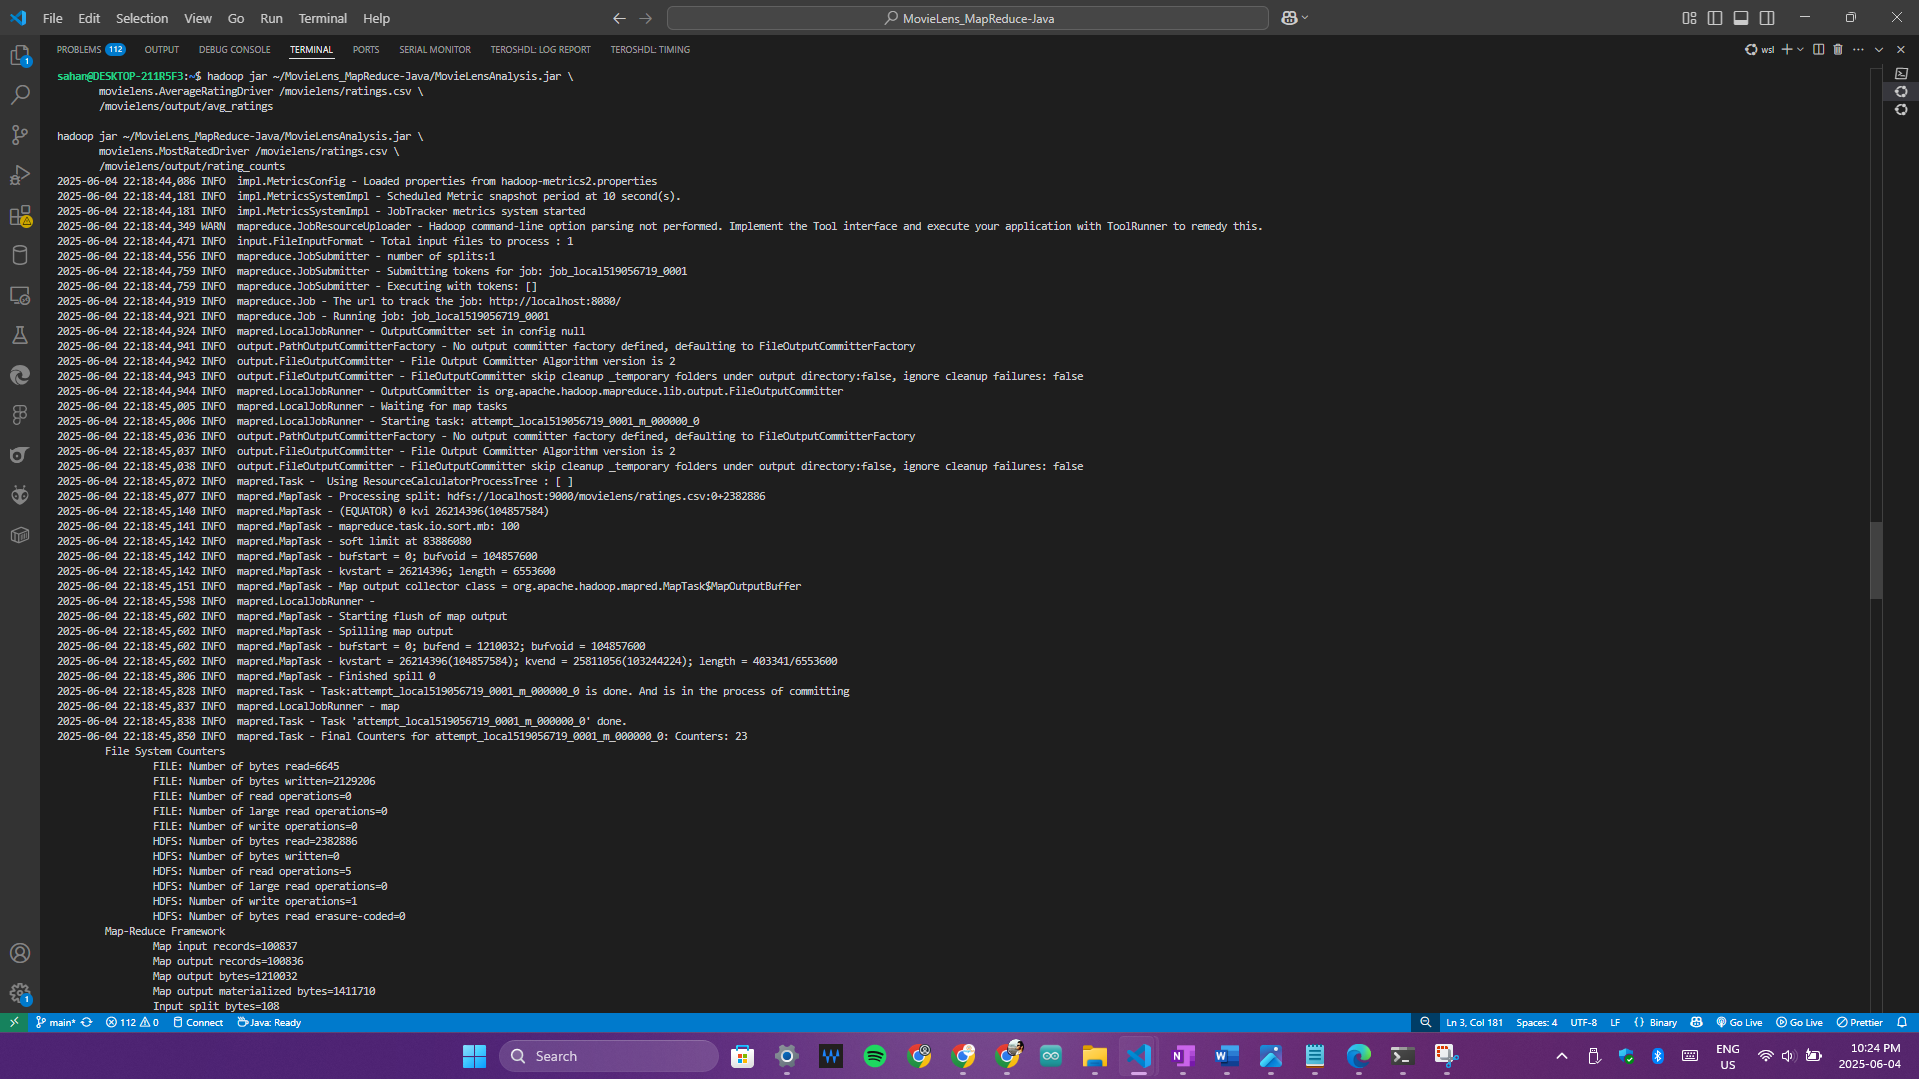 File Edit Selection View Go Run Terminal Help
MovieLens_MapReduce-Java
PROBLEMS 112 OUTPUT DEBUG CONSOLE TERMINAL PORTS SERIAL MONITOR TEROSHDL: LOG REPORT TEROSHDL: TIMING
wsl
sahan@DESKTOP-211R5F3:~$ hadoop jar ~/MovieLens_MapReduce-Java/MovieLensAnalysis.jar \
movielens.AverageRatingDriver /movielens/ratings.csv \
/movielens/output/avg_ratings
hadoop jar ~/MovieLens_MapReduce-Java/MovieLensAnalysis.jar \
movielens.MostRatedDriver /movielens/ratings.csv \
/movielens/output/rating_counts
2025-06-04 22:18:44,086 INFO impl.MetricsConfig - Loaded properties from hadoop-metrics2.properties
2025-06-04 22:18:44,181 INFO impl.MetricsSystemImpl - Scheduled Metric snapshot period at 10 second(s).
2025-06-04 22:18:44,181 INFO impl.MetricsSystemImpl - JobTracker metrics system started
2025-06-04 22:18:44,349 WARN mapreduce.JobResourceUploader - Hadoop command-line option parsing not performed. Implement the Tool interface and execute your application with ToolRunner to remedy this.
2025-06-04 22:18:44,471 INFO input.FileInputFormat - Total input files to process : 1
2025-06-04 22:18:44,556 INFO mapreduce.JobSubmitter - number of splits:1
2025-06-04 22:18:44,759 INFO mapreduce.JobSubmitter - Submitting tokens for job: job_local519056719_0001
2025-06-04 22:18:44,759 INFO mapreduce.JobSubmitter - Executing with tokens: []
2025-06-04 22:18:44,919 INFO mapreduce.Job - The url to track the job: http://localhost:8080/
2025-06-04 22:18:44,921 INFO mapreduce.Job - Running job: job_local519056719_0001
2025-06-04 22:18:44,924 INFO mapred.LocalJobRunner - OutputCommitter set in config null
2025-06-04 22:18:44,941 INFO output.PathOutputCommitterFactory - No output committer factory defined, defaulting to FileOutputCommitterFactory
2025-06-04 22:18:44,942 INFO output.FileOutputCommitter - File Output Committer Algorithm version is 2
2025-06-04 22:18:44,943 INFO output.FileOutputCommitter - FileOutputCommitter skip cleanup _temporary folders under output directory:false, ignore cleanup failures: false
2025-06-04 22:18:44,944 INFO mapred.LocalJobRunner - OutputCommitter is org.apache.hadoop.mapreduce.lib.output.FileOutputCommitter
2025-06-04 22:18:45,005 INFO mapred.LocalJobRunner - Waiting for map tasks
2025-06-04 22:18:45,006 INFO mapred.LocalJobRunner - Starting task: attempt_local519056719_0001_m_000000_0
2025-06-04 22:18:45,036 INFO output.PathOutputCommitterFactory - No output committer factory defined, defaulting to FileOutputCommitterFactory
2025-06-04 22:18:45,037 INFO output.FileOutputCommitter - File Output Committer Algorithm version is 2
2025-06-04 22:18:45,038 INFO output.FileOutputCommitter - FileOutputCommitter skip cleanup _temporary folders under output directory:false, ignore cleanup failures: false
2025-06-04 22:18:45,072 INFO mapred.Task - Using ResourceCalculatorProcessTree : [ ]
2025-06-04 22:18:45,077 INFO mapred.MapTask - Processing split: hdfs://localhost:9000/movielens/ratings.csv:0+2382886
2025-06-04 22:18:45,140 INFO mapred.MapTask - (EQUATOR) 0 kvi 26214396(104857584)
2025-06-04 22:18:45,141 INFO mapred.MapTask - mapreduce.task.io.sort.mb: 100
2025-06-04 22:18:45,142 INFO mapred.MapTask - soft limit at 83886080
2025-06-04 22:18:45,142 INFO mapred.MapTask - bufstart = 0; bufvoid = 104857600
2025-06-04 22:18:45,142 INFO mapred.MapTask - kvstart = 26214396; length = 6553600
2025-06-04 22:18:45,151 INFO mapred.MapTask - Map output collector class = org.apache.hadoop.mapred.MapTask$MapOutputBuffer
2025-06-04 22:18:45,598 INFO mapred.LocalJobRunner -
2025-06-04 22:18:45,602 INFO mapred.MapTask - Starting flush of map output
2025-06-04 22:18:45,602 INFO mapred.MapTask - Spilling map output
2025-06-04 22:18:45,602 INFO mapred.MapTask - bufstart = 0; bufend = 1210032; bufvoid = 104857600
2025-06-04 22:18:45,602 INFO mapred.MapTask - kvstart = 26214396(104857584); kvend = 25811056(103244224); length = 403341/6553600
2025-06-04 22:18:45,806 INFO mapred.MapTask - Finished spill 0
2025-06-04 22:18:45,828 INFO mapred.Task - Task:attempt_local519056719_0001_m_000000_0 is done. And is in the process of committing
2025-06-04 22:18:45,837 INFO mapred.LocalJobRunner - map
2025-06-04 22:18:45,838 INFO mapred.Task - Task 'attempt_local519056719_0001_m_000000_0' done.
2025-06-04 22:18:45,850 INFO mapred.Task - Final Counters for attempt_local519056719_0001_m_000000_0: Counters: 23
File System Counters
FILE: Number of bytes read=6645
FILE: Number of bytes written=2129206
FILE: Number of read operations=0
FILE: Number of large read operations=0
FILE: Number of write operations=0
HDFS: Number of bytes read=2382886
HDFS: Number of bytes written=0
HDFS: Number of read operations=5
HDFS: Number of large read operations=0
HDFS: Number of write operations=1
HDFS: Number of bytes read erasure-coded=0
Map-Reduce Framework
Map input records=100837
Map output records=100836
Map output bytes=1210032
Map output materialized bytes=1411710
Input split bytes=108
main* 112 0 Connect Java: Ready Ln 3, Col 181 Spaces: 4 UTF-8 LF {} Binary Go Live Go Live Prettier
Search
ENG
US
10:24 PM
2025-06-04